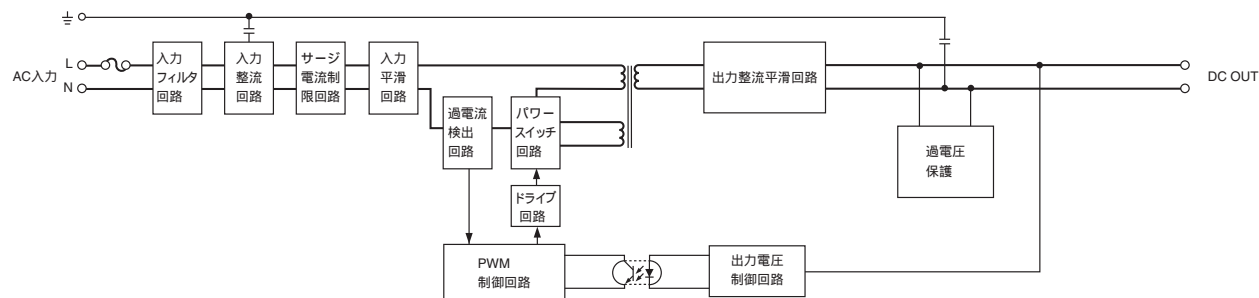 AC入力
L
N
入力
フィルタ
回路
入力
整流
回路
サージ
電流制
限回路
入力
平滑
回路
過電流
検出
回路
パワー
スイッチ
回路
ドライブ
回路
PWM
制御回路
出力整流平滑回路
過電圧
保護
出力電圧
制御回路
DC OUT